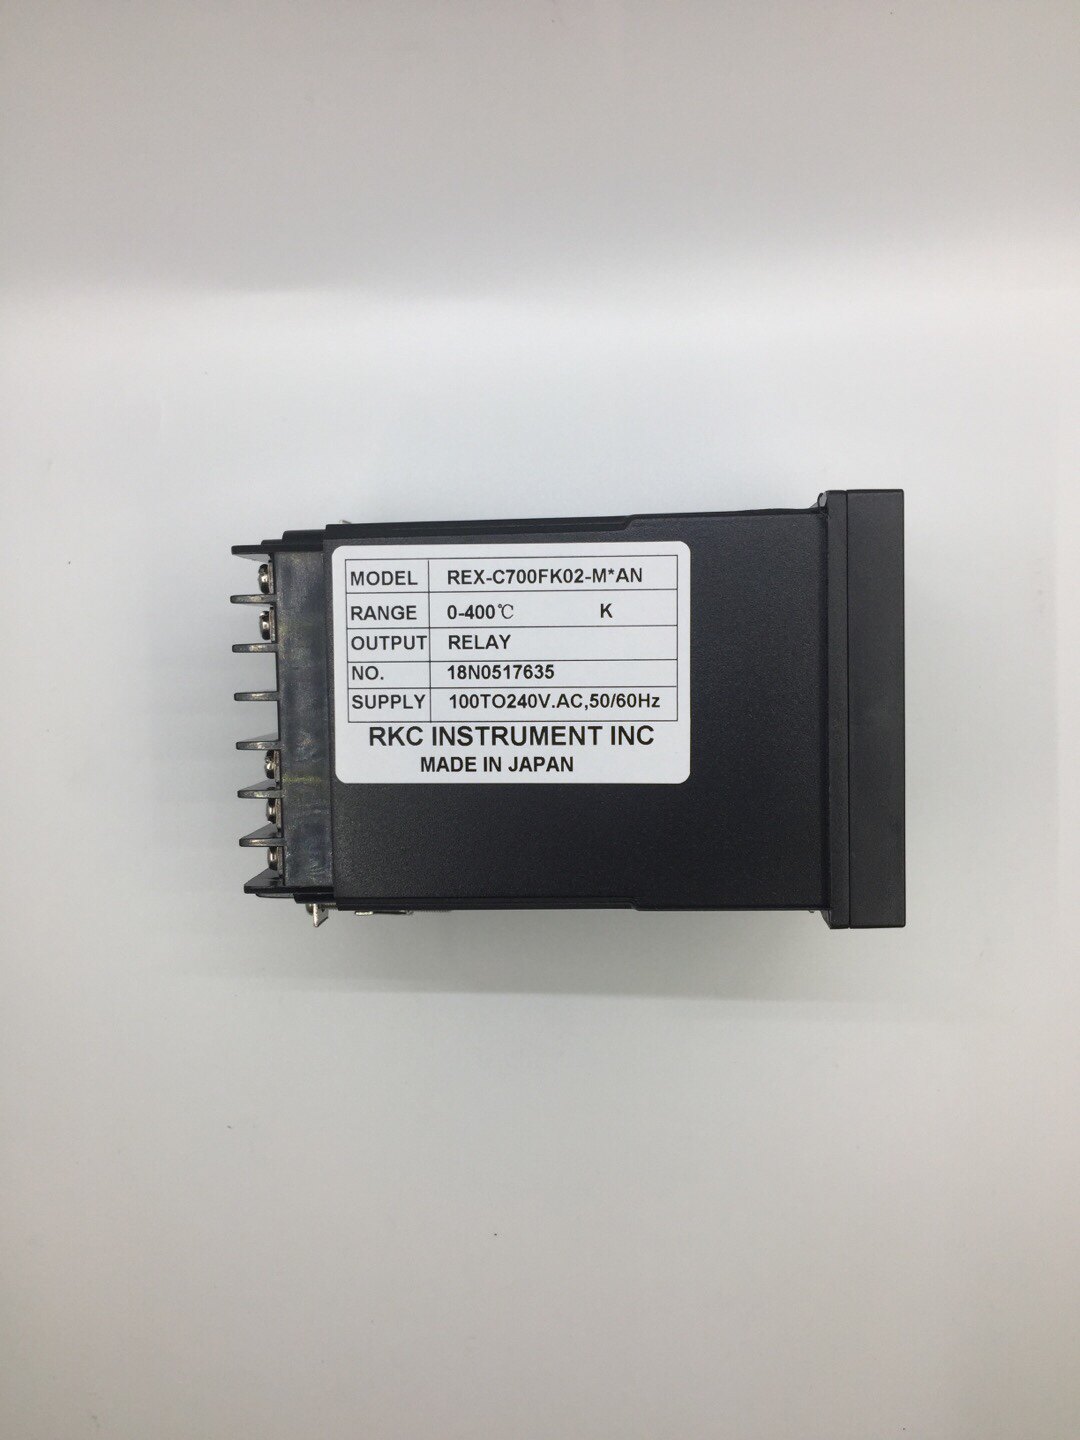 MODEL REX-C700FK02-M*AN
RANGE 0-400℃ K
OUTPUT RELAY
NO. 18N0517635
SUPPLY 100TO240V.AC,50/60Hz
RKC INSTRUMENT INC
MADE IN JAPAN